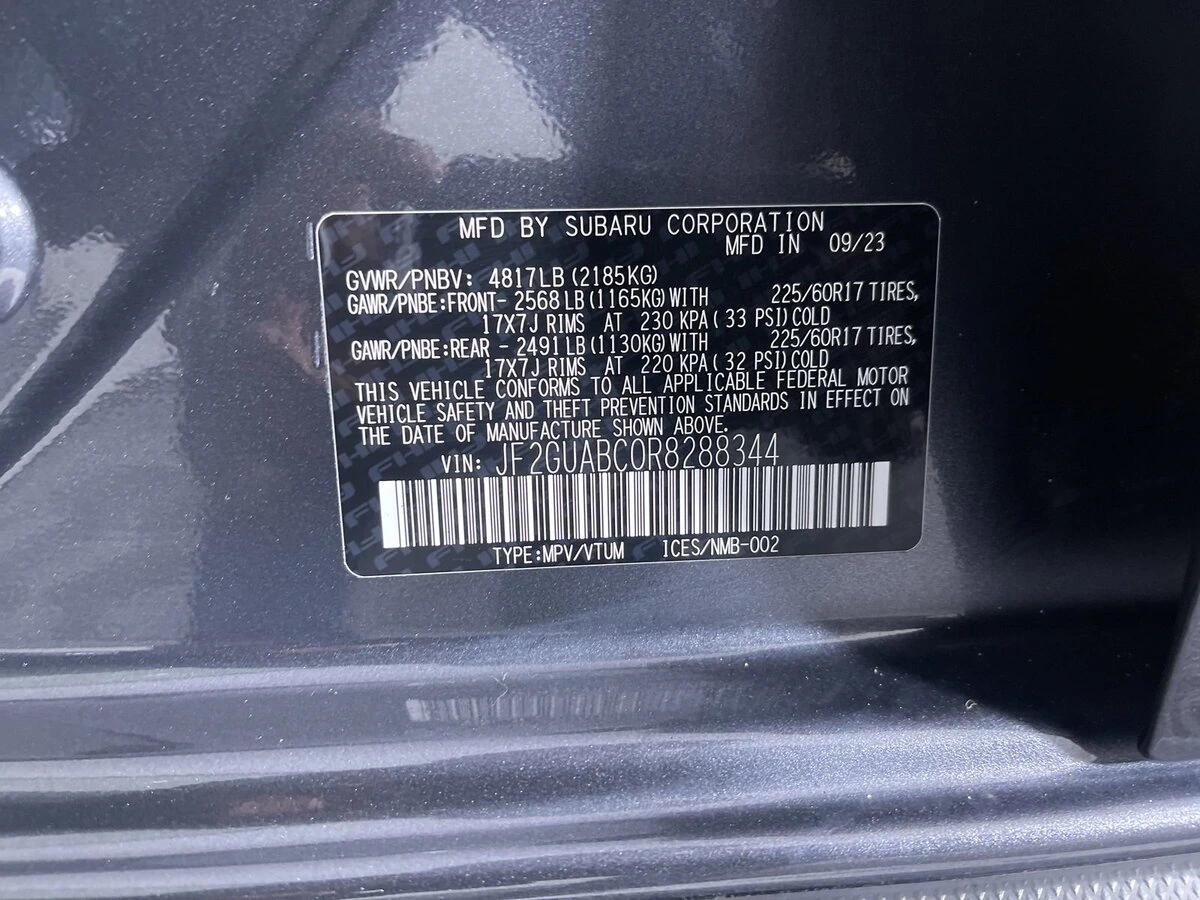 MFD BY SUBARU CORPORATION
MFD IN 09/23
GVWR/PNBV: 4817LB (2185KG)
GAWR/PNBE:FRONT- 2568 LB (1165KG) WITH 225/60R17 TIRES,
17X7J RIMS AT 230 KPA ( 33 PSI) COLD
GAWR/PNBE:REAR - 2491 LB (1130KG) WITH 225/60R17 TIRES,
17X7J RIMS AT 220 KPA ( 32 PSI) COLD
THIS VEHICLE CONFORMS TO ALL APPLICABLE FEDERAL MOTOR
VEHICLE SAFETY AND THEFT PREVENTION STANDARDS IN EFFECT ON
THE DATE OF MANUFACTURE SHOWN ABOVE.
VIN: JF2GUABC0R8288344
TYPE:MPV/VTUM ICES/NMB-002